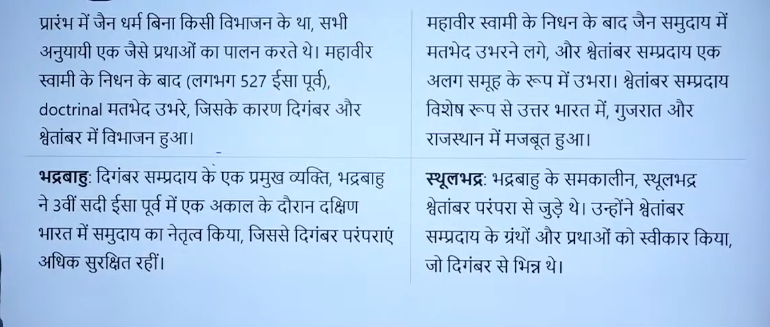 प्रारंभ में जैन धर्म बिना किसी विभाजन के था, सभी
अनुयायी एक जैसे प्रथाओं का पालन करते थे। महावीर
स्वामी के निधन के बाद (लगभग 527 ईसा पूर्व),
doctrinal मतभेद उभरे, जिसके कारण दिगंबर और
श्वेतांबर में विभाजन हुआ।
महावीर स्वामी के निधन के बाद जैन समुदाय में
मतभेद उभरने लगे, और श्वेतांबर सम्प्रदाय एक
अलग समूह के रूप में उभरा। श्वेतांबर सम्प्रदाय
विशेष रूप से उत्तर भारत में, गुजरात और
राजस्थान में मजबूत हुआ।
भद्रबाहु: दिगंबर सम्प्रदाय के एक प्रमुख व्यक्ति, भद्रबाहु
ने 3वीं सदी ईसा पूर्व में एक अकाल के दौरान दक्षिण
भारत में समुदाय का नेतृत्व किया, जिससे दिगंबर परंपराएं
अधिक सुरक्षित रहीं।
स्थूलभद्र: भद्रबाहु के समकालीन, स्थूलभद्र
श्वेतांबर परंपरा से जुड़े थे। उन्होंने श्वेतांबर
सम्प्रदाय के ग्रंथों और प्रथाओं को स्वीकार किया,
जो दिगंबर से भिन्न थे।